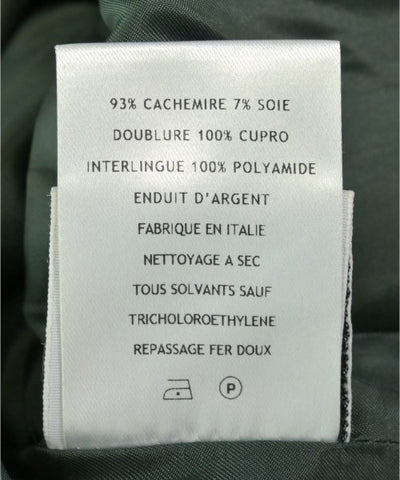 93% CACHEMIRE 7% SOIE
DOUBLURE 100% CUPRO
INTERLINGUE 100% POLYAMIDE
ENDUIT D'ARGENT
FABRIQUE EN ITALIE
NETTOYAGE A SEC
TOUS SOLVANTS SAUF
TRICHOLOROETHYLENE
REPASSAGE FER DOUX
P